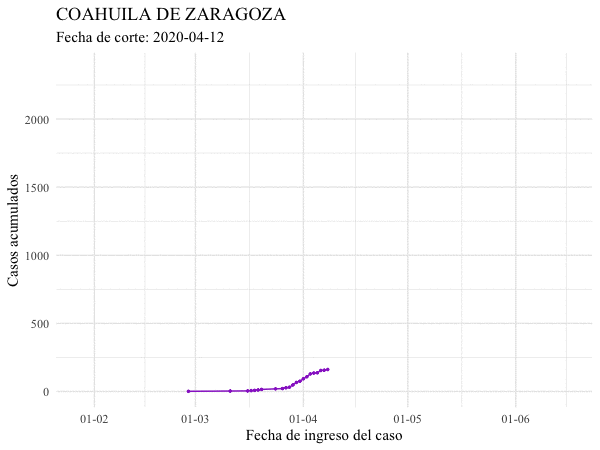 COAHUILA DE ZARAGOZA
Fecha de corte: 2020-04-12
Casos acumulados
2000
1500
1000
500
0
01-02 01-03 01-04 01-05 01-06
Fecha de ingreso del caso